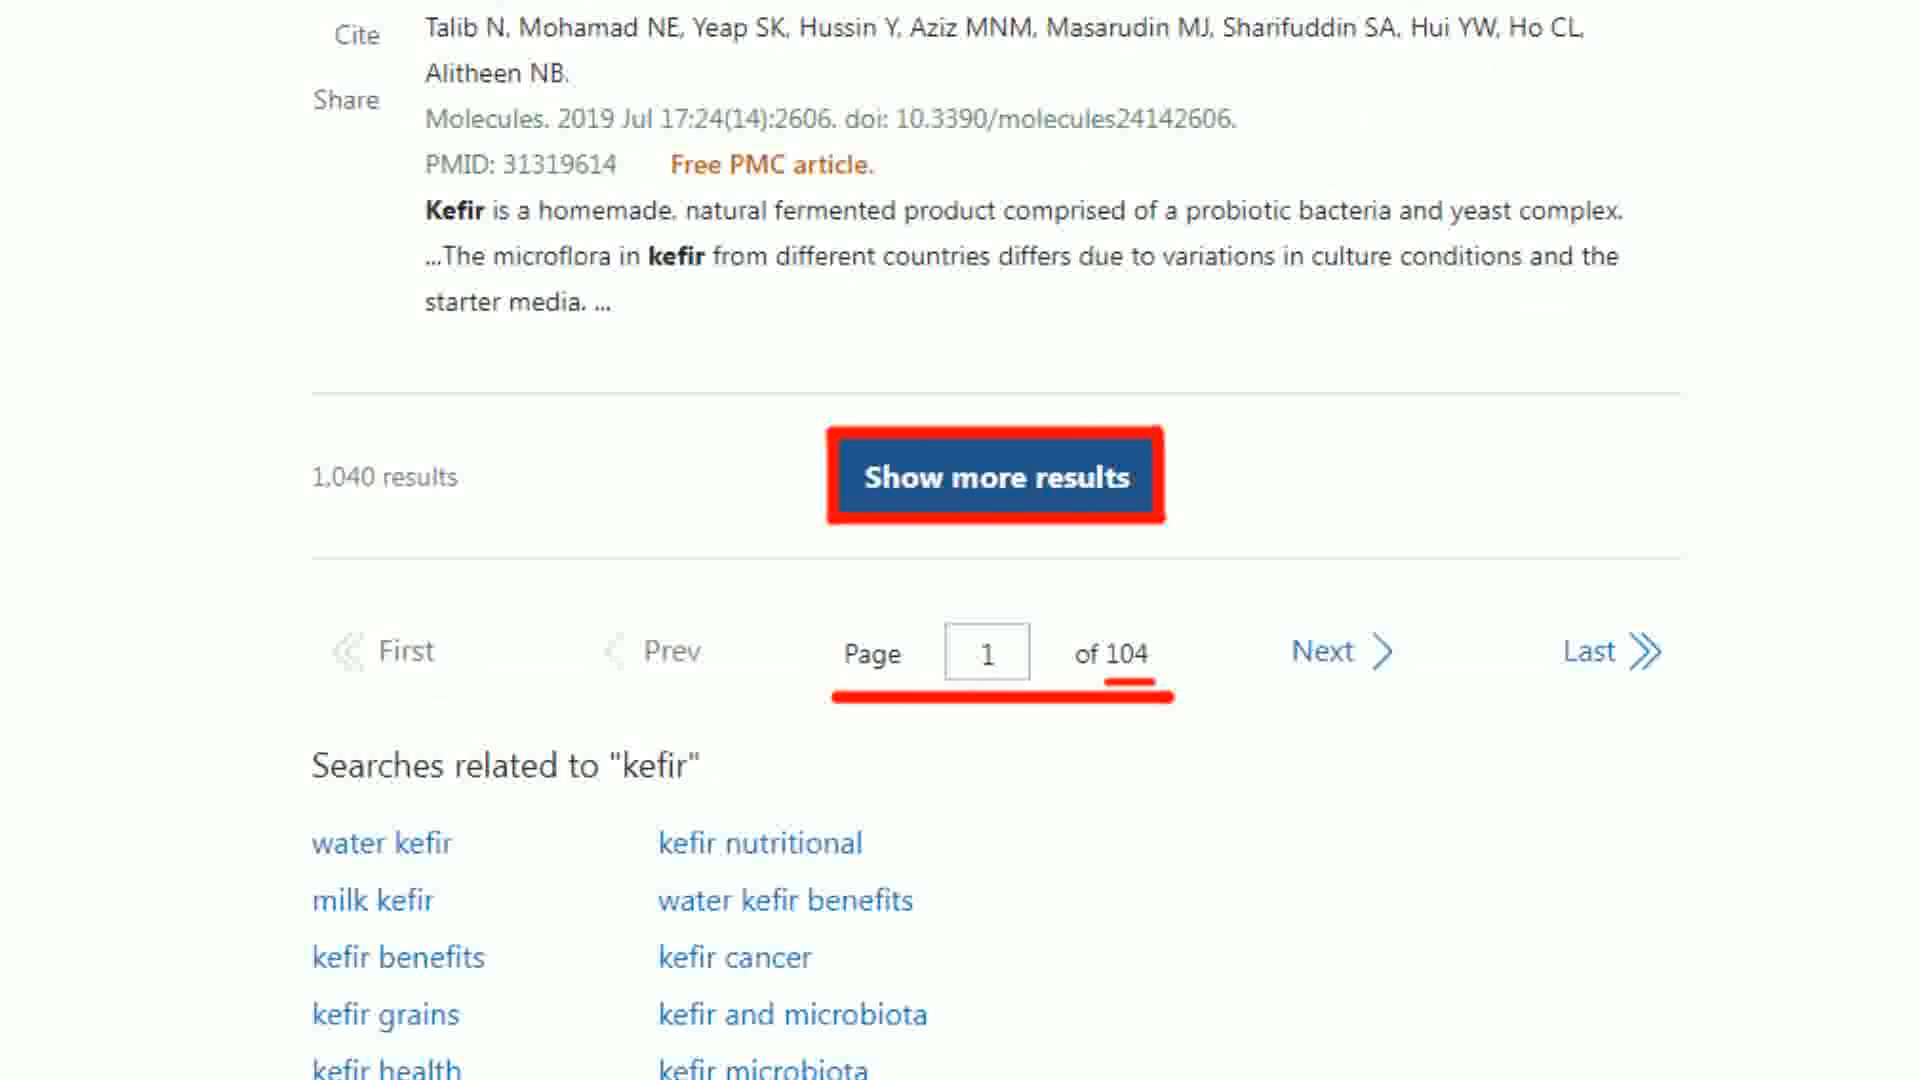 Cite
Share
Talib N, Mohamad NE, Yeap SK, Hussin Y, Aziz MNM, Masarudin MJ, Sharifuddin SA, Hui YW, Ho CL,
Alitheen NB.
Molecules. 2019 Jul 17;24(14):2606. doi: 10.3390/molecules24142606.
PMID: 31319614 Free PMC article.
Kefir is a homemade, natural fermented product comprised of a probiotic bacteria and yeast complex.
...The microflora in kefir from different countries differs due to variations in culture conditions and the
starter media. ...
1,040 results
Show more results
First Prev Page 1 of 104 Next Last
Searches related to "kefir"
water kefir
milk kefir
kefir benefits
kefir grains
kefir health
kefir nutritional
water kefir benefits
kefir cancer
kefir and microbiota
kefir microbiota